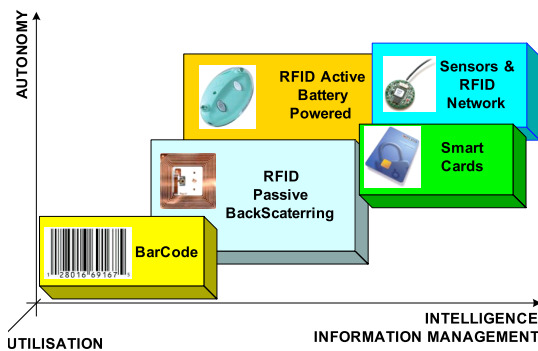 AUTONOMY
RFID Active
Battery
Powered
Sensors &
RFID
Network
Smart
Cards
RFID
Passive
BackScaterring
BarCode
1 28016 69167 8
INTELLIGENCE
INFORMATION MANAGEMENT
UTILISATION